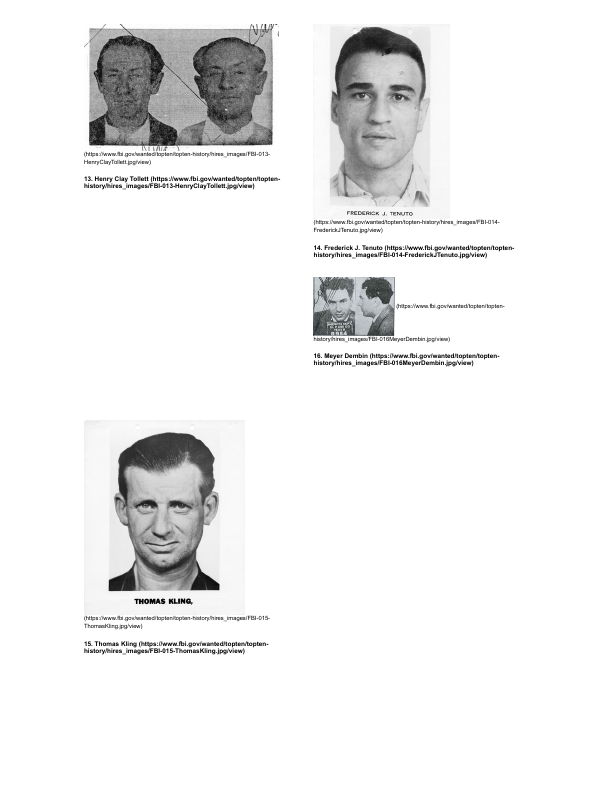 (https://www.fbi.gov/wanted/topten/topten-history/hires_images/FBI-013-
HenryClayTollett.jpg/view)
13. Henry Clay Tollett (https://www.fbi.gov/wanted/topten/topten-
history/hires_images/FBI-013-HenryClayTollett.jpg/view)
FREDERICK J. TENUTO
(https://www.fbi.gov/wanted/topten/topten-history/hires_images/FBI-014-
FrederickJTenuto.jpg/view)
14. Frederick J. Tenuto (https://www.fbi.gov/wanted/topten/topten-
history/hires_images/FBI-014-FrederickJTenuto.jpg/view)
(https://www.fbi.gov/wanted/topten/topten-
history/hires_images/FBI-016MeyerDembin.jpg/view)
16. Meyer Dembin (https://www.fbi.gov/wanted/topten/topten-
history/hires_images/FBI-016MeyerDembin.jpg/view)
THOMAS KLING,
(https://www.fbi.gov/wanted/topten/topten-history/hires_images/FBI-015-
ThomasKling.jpg/view)
15. Thomas Kling (https://www.fbi.gov/wanted/topten/topten-
history/hires_images/FBI-015-ThomasKling.jpg/view)